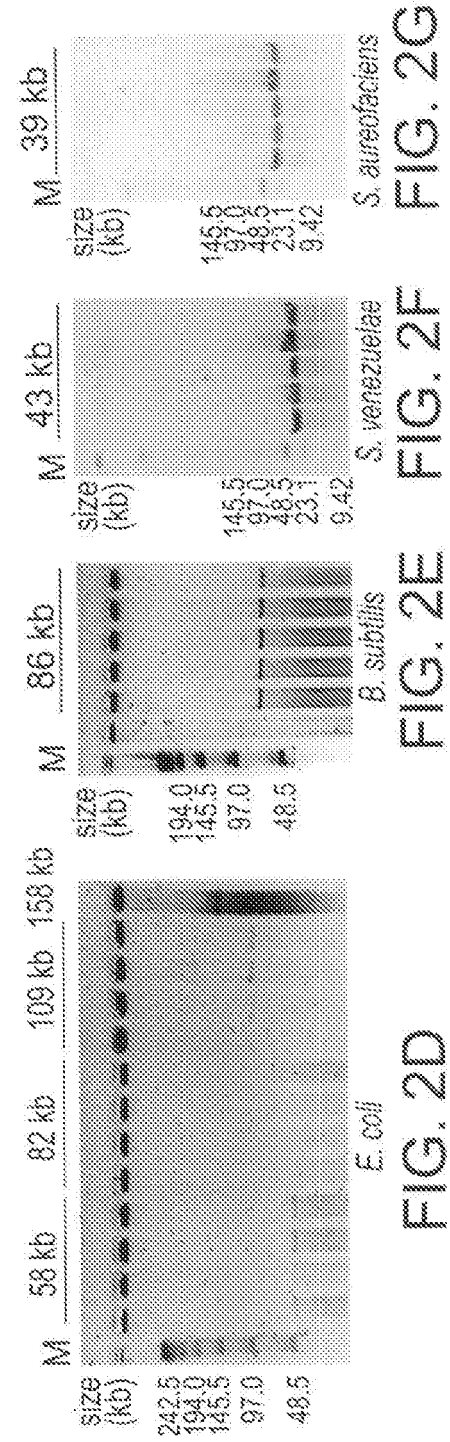 58 kb 82 kb 109 kb 158 kb
M
size (kb)
242.5
194.0
145.5
97.0
48.5
E. coli
FIG. 2D
86 kb
M
size (kb)
194.0
145.5
97.0
48.5
B. subtilis
FIG. 2E
43 kb
M
size (kb)
145.5
97.0
48.5
23.1
9.42
S. venezuelae
FIG. 2F
M 39 kb
size (kb)
145.5
97.0
48.5
23.1
9.42
S. aureofaciens
FIG. 2G